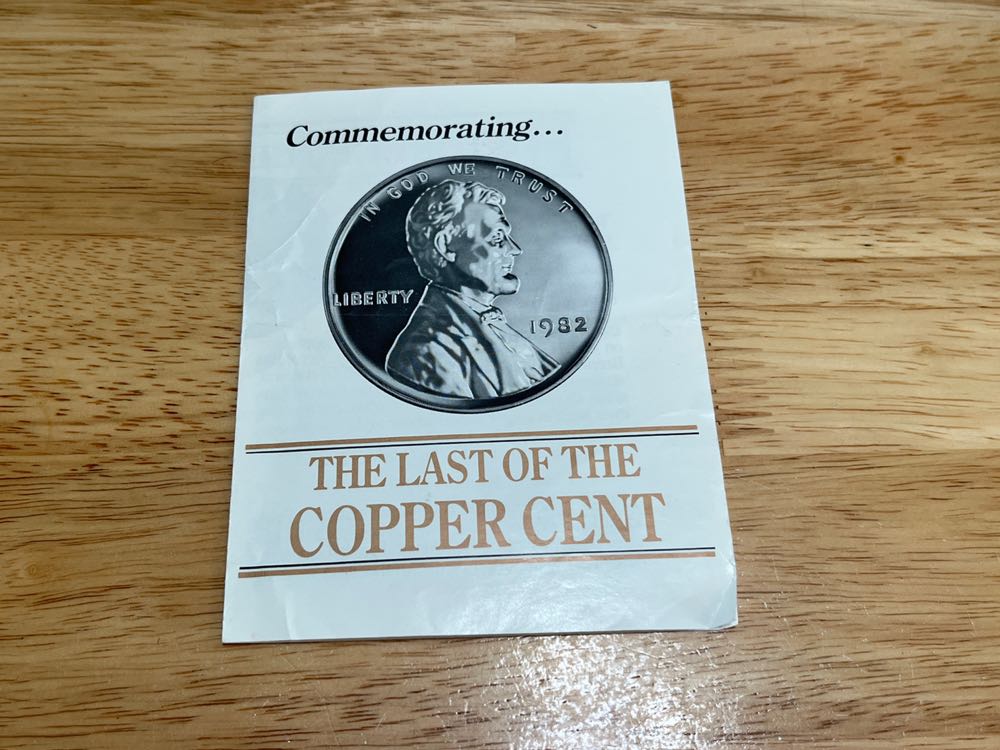 Commemorating...
IN GOD WE TRUST
LIBERTY
1982
THE LAST OF THE
COPPER CENT